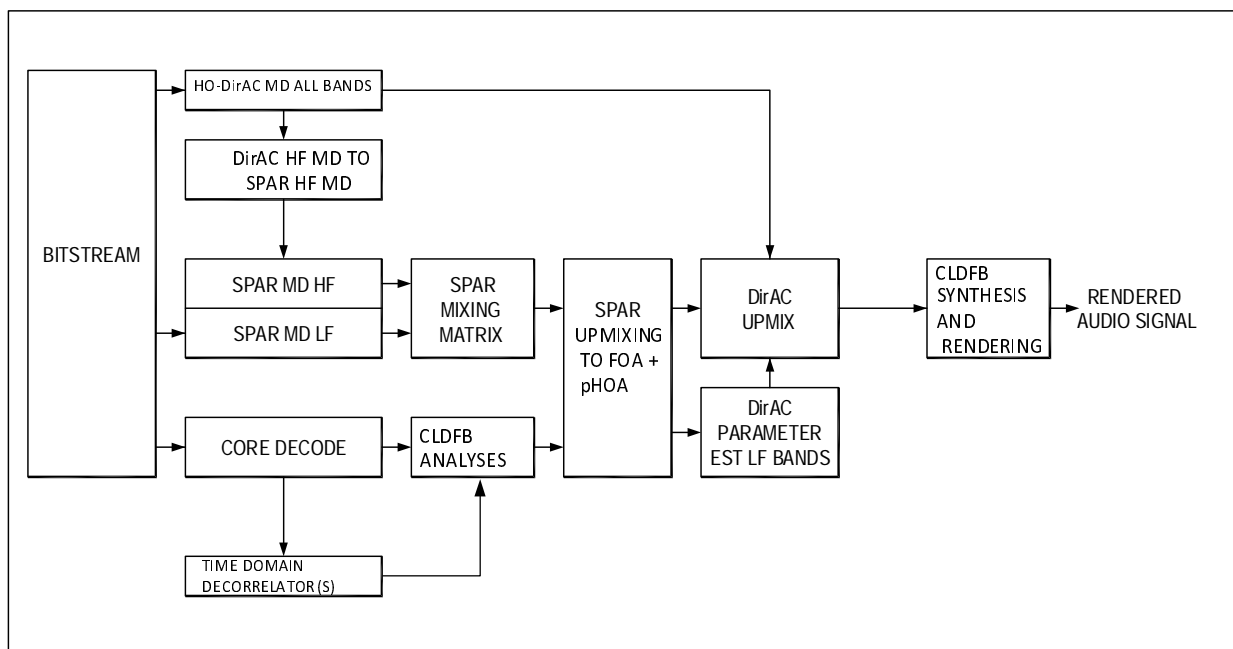 HO-DirAC MD ALL BANDS
DirAC HF MD TO
SPAR HF MD
BITSTREAM
SPAR MD HF
SPAR MD LF
SPAR
MIXING
MATRIX
SPAR
UPMIXING
TO FOA +
pHOA
DirAC
UPMIX
CLDFB
SYNTHESIS
AND
RENDERING
RENDERED
AUDIO SIGNAL
CORE DECODE
CLDFB
ANALYSES
DirAC
PARAMETER
EST LF BANDS
TIME DOMAIN
DECORRELATOR(S)